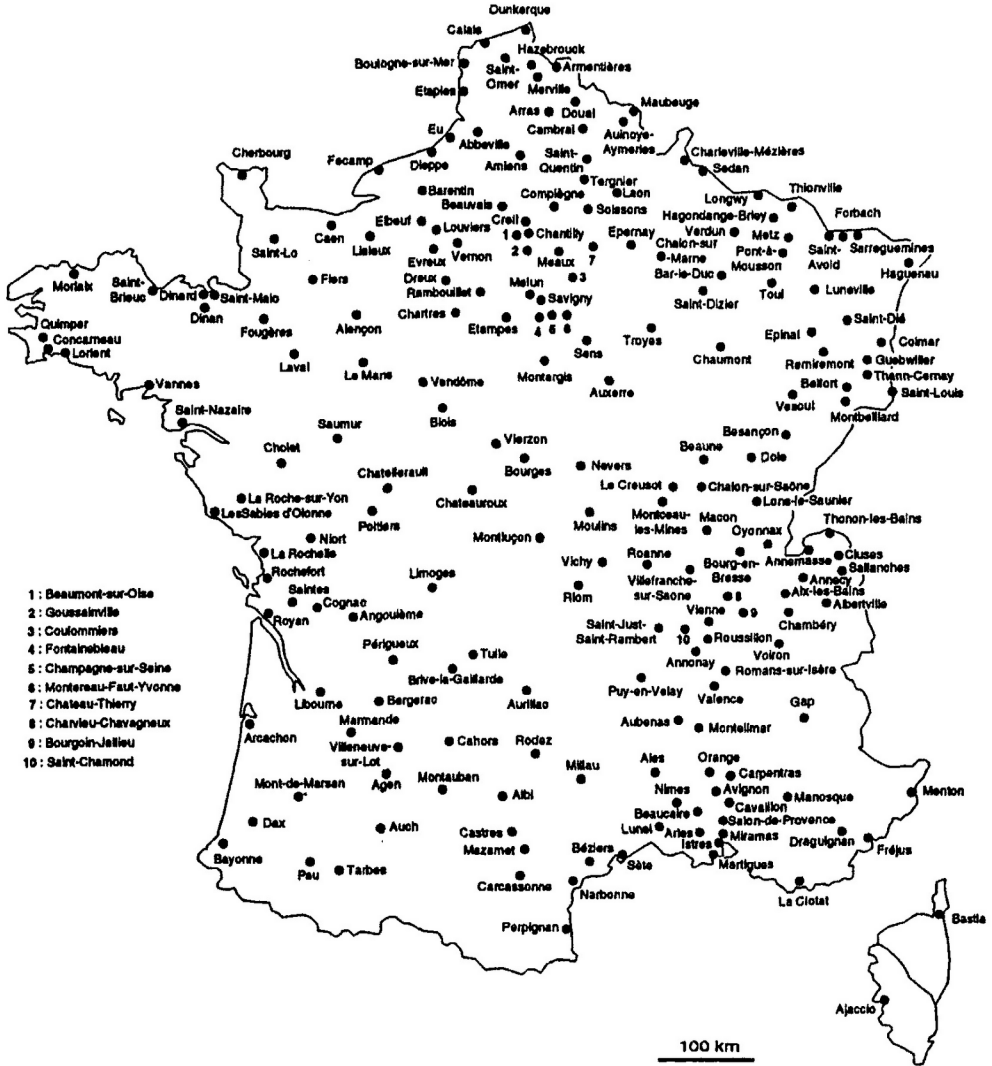 Dunkerque
Calais
Hazebrouck
Boulogne-sur-Mer
Saint-
Omer
Armentières
Merville
Etaples
Arras
Douai
Maubeuge
Eu
Abbeville
Cambrai
Aulnoye-
Aymeries
Cherbourg
Fecamp
Dieppe
Amiens
Saint-
Quentin
Charleville-Mézières
Sedan
Barentin
Tergnier
Laon
Beauvais
Compiègne
Longwy
Thionville
Soissons
Elbeuf
Creil
Hagondange-Briey
Forbach
Louviers
1
Chantilly
Epernay
Verdun
Metz
Caen
Lisieux
Saint-Lo
Evreux
Vernon
2
Meaux
7
Chalon-sur
-Marne
Pont-à-
Mousson
Saint-
Avold
Sarreguemines
Haguenau
Morlaix
Saint-
Brieuc
Dinard
Saint-Malo
Flers
Dreux
Rambouillet
Melun
3
Bar-le-Duc
Savigny
Saint-Dizier
Toul
Luneville
Dinan
Fougères
Alençon
Chartres
Etampes
4
5
6
Saint-Dié
Quimper
Concarneau
Lorient
Sens
Troyes
Epinal
Colmar
Laval
Le Mans
Montargis
Chaumont
Remiremont
Guebwiller
Thann-Cernay
Vannes
Vendôme
Auxerre
Belfort
Saint-Louis
Vesoul
Montbelliard
Saint-Nazaire
Blois
Saumur
Besançon
Vierzon
Beaune
Dole
Cholet
Bourges
Nevers
Chatellerault
Le Creusot
Chalon-sur-Saône
La Roche-sur-Yon
Chateauroux
Lons-le-Saunier
LesSables d'Olonne
Poitiers
Moulins
Montceau-
les-Mines
Macon
Oyonnax
Thonon-les-Bains
Niort
Montluçon
La Rochelle
Vichy
Roanne
Bourg-en-
Bresse
Annemasse
Cluses
Sallanches
Rochefort
Limoges
Riom
Villefranche-
sur-Saone
Annecy
Aix-les-Bains
8
Albertville
Saintes
Cognac
Royan
Angoulème
Vienne
9
Saint-Just-
Saint-Rambert
10
Roussillon
Chambéry
Voiron
Périgueux
Tulle
Annonay
Brive-la-Gaillarde
Romans-sur-Isère
Libourne
Bergerac
Aurillac
Puy-en-Velay
Valence
Gap
Arcachon
Marmande
Aubenas
Montelimar
Villeneuve-
sur-Lot
Cahors
Rodez
Ales
Orange
Carpentras
Mont-de-Marsan
Agen
Montauban
Millau
Nimes
Avignon
Manosque
Menton
Albi
Beaucaire
Cavaillon
Dax
Auch
Castres
Lunel
Arles
Salon-de-Provence
Miramas
Draguignan
Fréjus
Bayonne
Mazamet
Béziers
Sète
Istres
Martigues
Pau
Tarbes
Carcassonne
Narbonne
La Ciotat
Perpignan
Bastia
Ajaccio
1 : Beaumont-sur-Oise
2 : Goussainville
3 : Coulommiers
4 : Fontainebleau
5 : Champagne-sur-Seine
6 : Montereau-Faut-Yvonne
7 : Chateau-Thierry
8 : Charvieu-Chavagneux
9 : Bourgoin-Jallieu
10 : Saint-Chamond
100 km